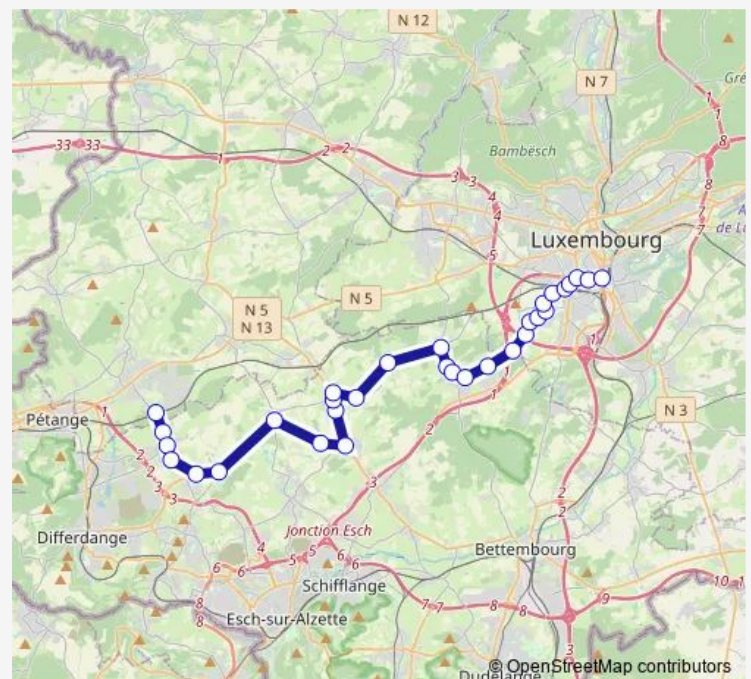 N 12
N 7
Gré
33 33
1
2 2
1
1
8
Bambësch
3 3
4
4
8
7
7
Luxembourg
de Lu
5
N 5
N 13
N 5
1
1
1
Pétange
1
N 3
2
2
3
3
2
3
2
2
Differdange
Jonction Esch
4
5 5
6 6
6 6
Bettembourg
Schifflange
8
8
7 7
8 8
9
10
Esch-sur-Alzette
3
Dudelange
© OpenStreetMap contributors